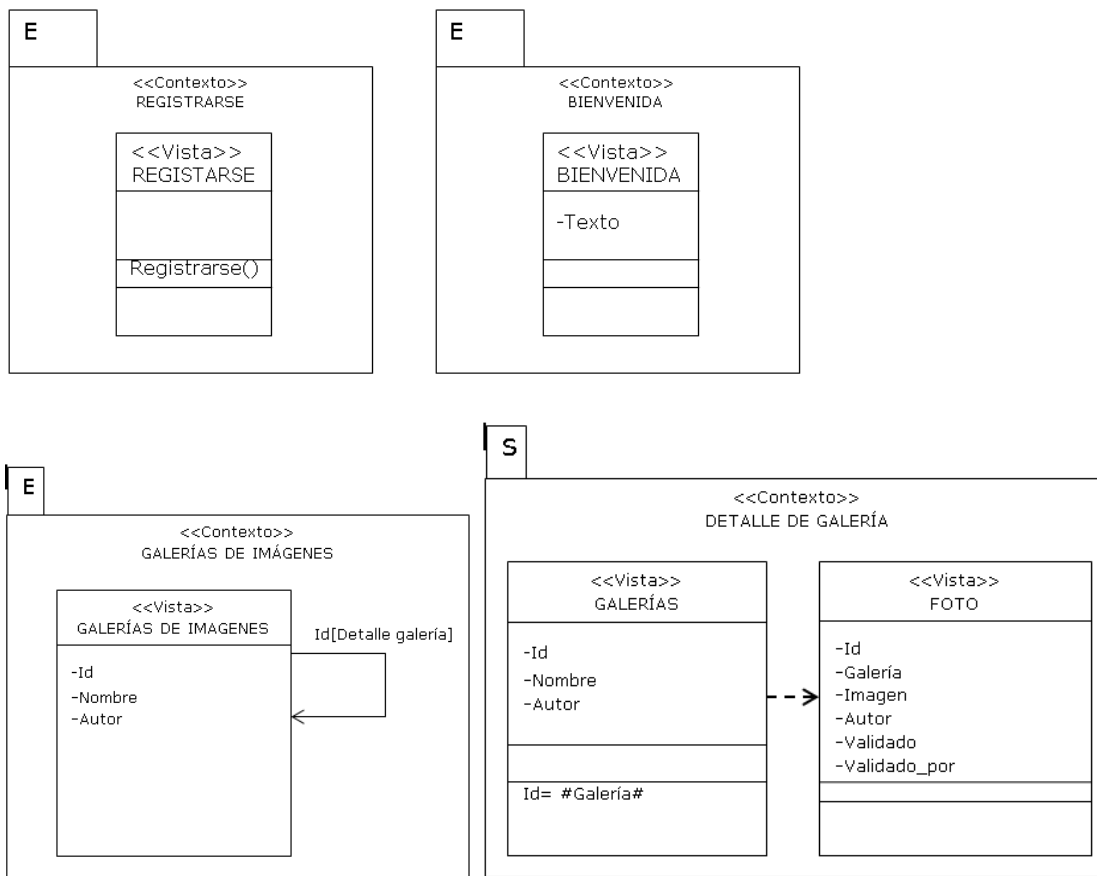 E
<<Contexto>>
REGISTRARSE
<<Vista>>
REGISTARSE
Registrarse()
E
<<Contexto>>
BIENVENIDA
<<Vista>>
BIENVENIDA
-Texto
E
<<Contexto>>
GALERÍAS DE IMÁGENES
<<Vista>>
GALERÍAS DE IMAGENES
-Id
-Nombre
-Autor
Id[Detalle galería]
S
<<Contexto>>
DETALLE DE GALERÍA
<<Vista>>
GALERÍAS
-Id
-Nombre
-Autor
Id= #Galería#
<<Vista>>
FOTO
-Id
-Galería
-Imagen
-Autor
-Validado
-Validado_por